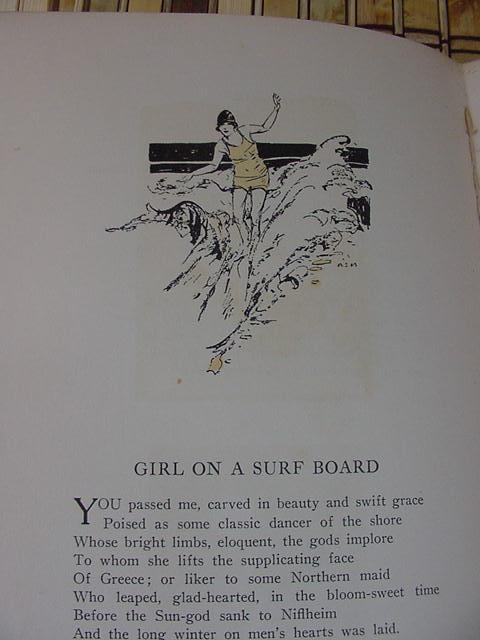 GIRL ON A SURF BOARD
YOU passed me, carved in beauty and swift grace
Poised as some classic dancer of the shore
Whose bright limbs, eloquent, the gods implore
To whom she lifts the supplicating face
Of Greece; or liker to some Northern maid
Who leaped, glad-hearted, in the bloom-sweet time
Before the Sun-god sank to Niflheim
And the long winter on men's hearts was laid.